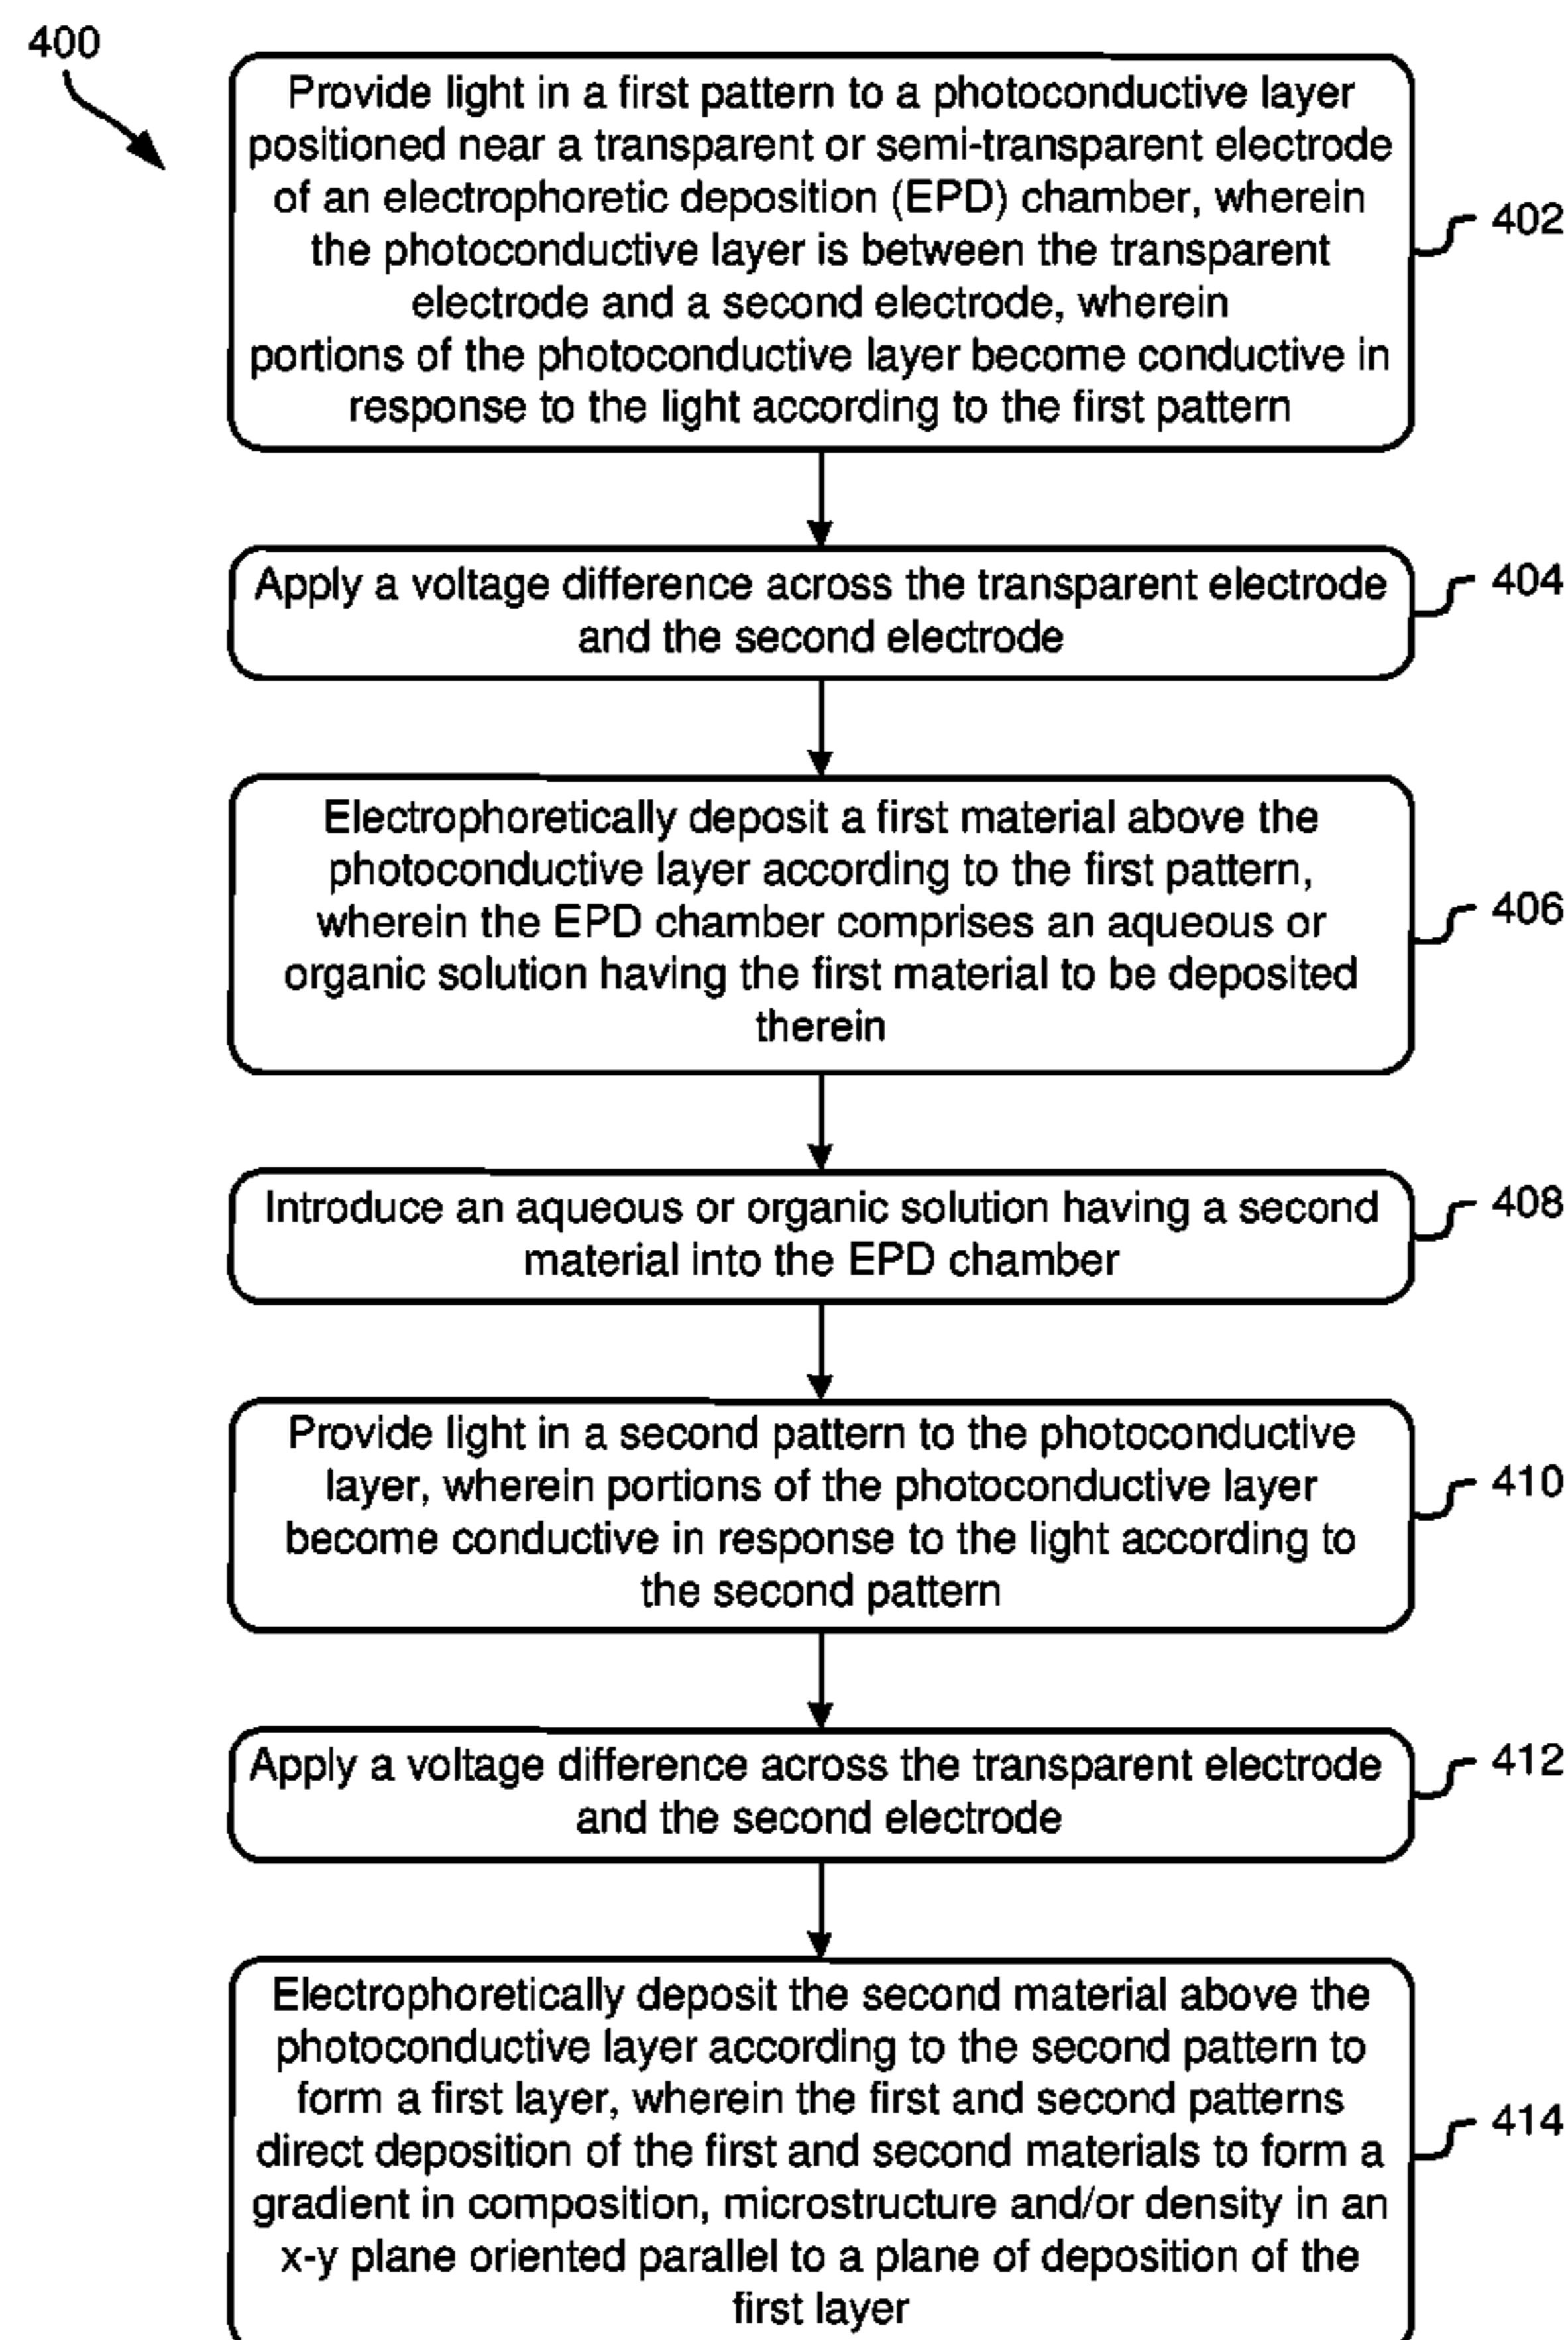 400
Provide light in a first pattern to a photoconductive layer
positioned near a transparent or semi-transparent electrode
of an electrophoretic deposition (EPD) chamber, wherein
the photoconductive layer is between the transparent
electrode and a second electrode, wherein
portions of the photoconductive layer become conductive in
response to the light according to the first pattern
402
Apply a voltage difference across the transparent electrode
and the second electrode
404
Electrophoretically deposit a first material above the
photoconductive layer according to the first pattern,
wherein the EPD chamber comprises an aqueous or
organic solution having the first material to be deposited
therein
406
Introduce an aqueous or organic solution having a second
material into the EPD chamber
408
Provide light in a second pattern to the photoconductive
layer, wherein portions of the photoconductive layer
become conductive in response to the light according to
the second pattern
410
Apply a voltage difference across the transparent electrode
and the second electrode
412
Electrophoretically deposit the second material above the
photoconductive layer according to the second pattern to
form a first layer, wherein the first and second patterns
direct deposition of the first and second materials to form a
gradient in composition, microstructure and/or density in an
x-y plane oriented parallel to a plane of deposition of the
first layer
414